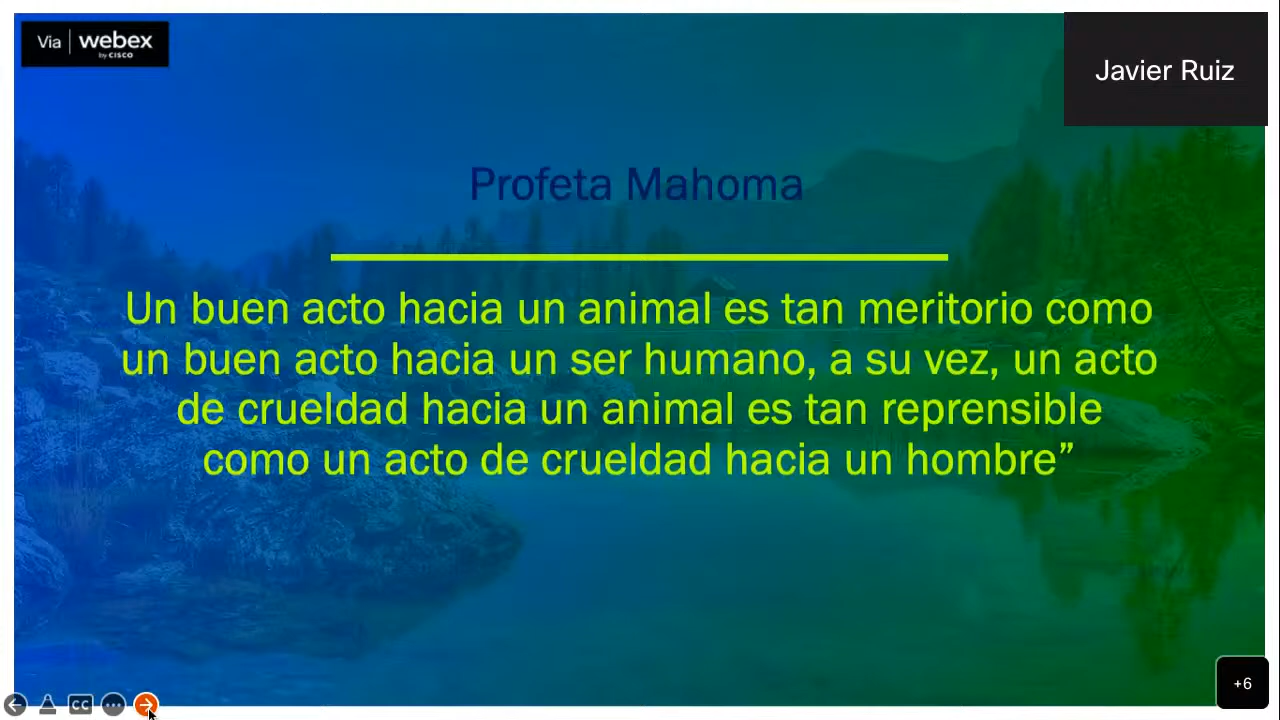 Via webex
by CISCO
Javier Ruiz
Profeta Mahoma
Un buen acto hacia un animal es tan meritorio como
un buen acto hacia un ser humano, a su vez, un acto
de crueldad hacia un animal es tan reprensible
como un acto de crueldad hacia un hombre”
CC
+6